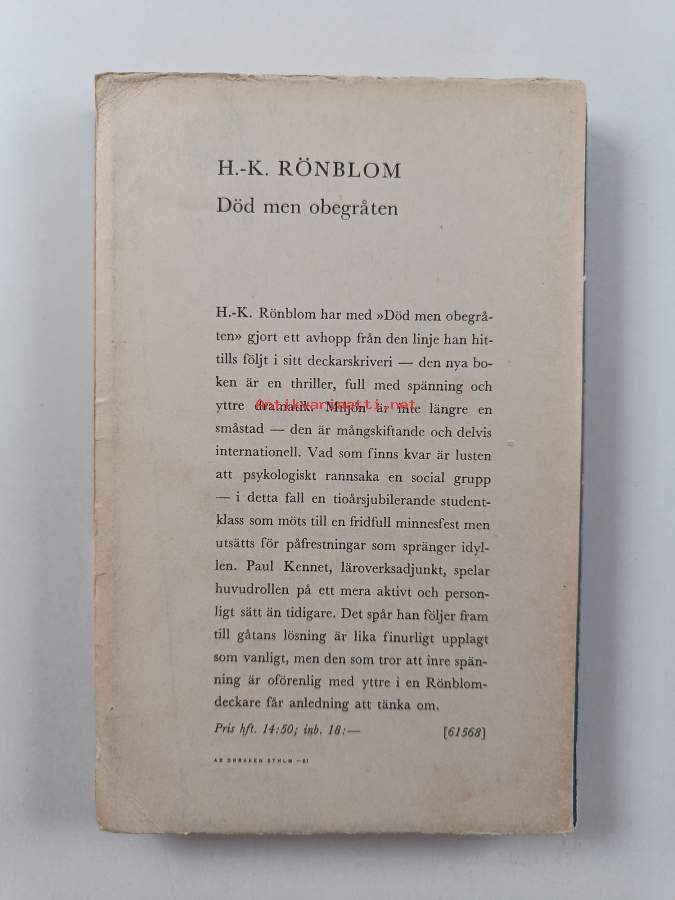 H.-K. RÖNBLOM
Död men obegråten
H.-K. Rönblom har med »Död men obegrå-
ten» gjort ett avhopp från den linje han hit-
tills följt i sitt deckarskriveri — den nya bo-
ken är en thriller, full med spänning och
yttre dramatik. Miljön är inte längre en
antikkvariaatti.net
småstad — den är mångskiftande och delvis
internationell. Vad som finns kvar är lusten
att psykologiskt rannsaka en social grupp
— i detta fall en tioårsjubilerande student-
klass som möts till en fridfull minnesfest men
utsätts för påfrestningar som spränger idyl-
len. Paul Kennet, läroverksadjunkt, spelar
huvudrollen på ett mera aktivt och person-
ligt sätt än tidigare. Det spår han följer fram
till gåtans lösning är lika finurligt upplagt
som vanligt, men den som tror att inre spän-
ning är oförenlig med yttre i en Rönblom-
deckare får anledning att tänka om.
Pris hft. 14:50; inb. 18:— [61568]
STHLM —61